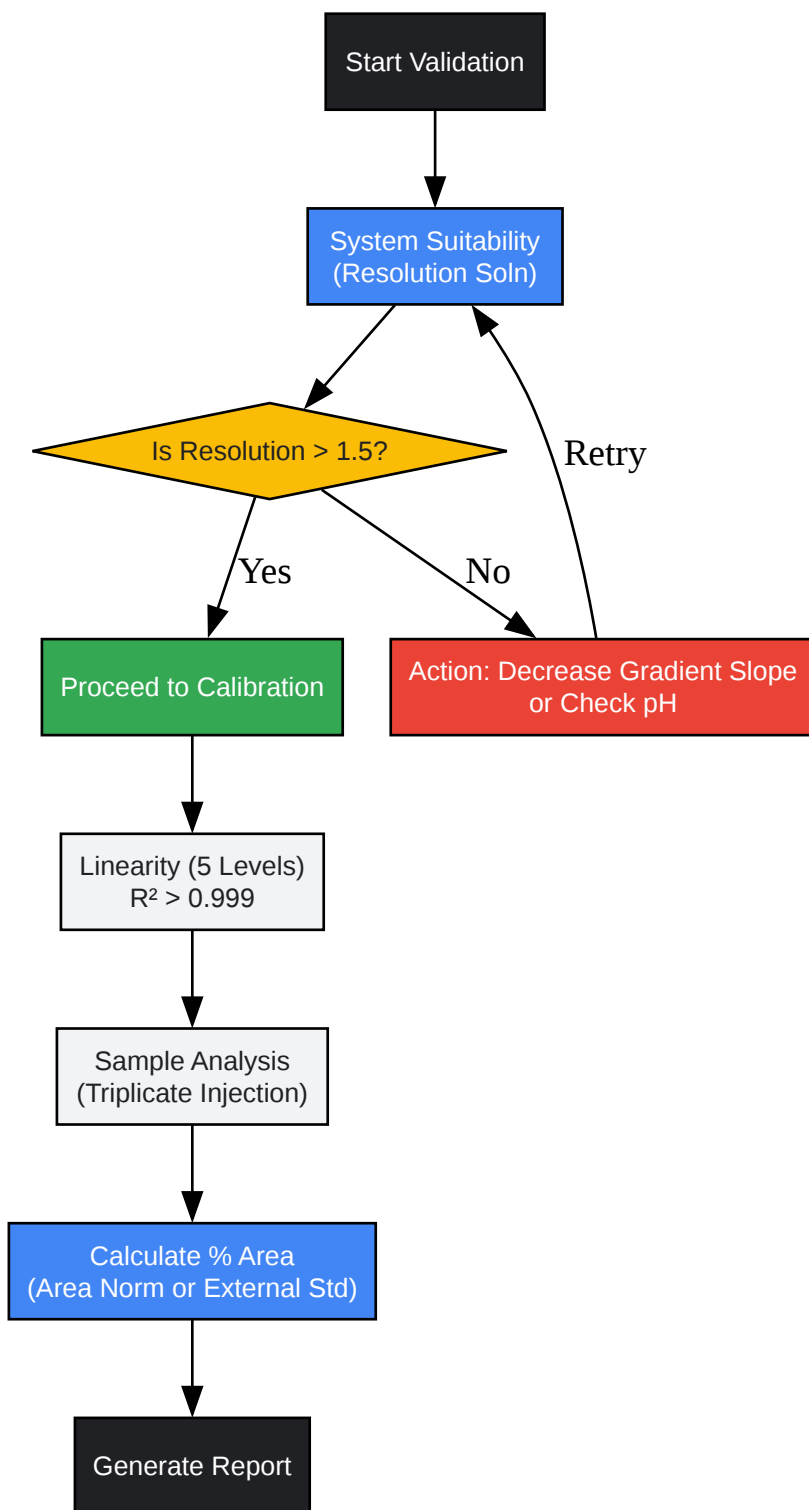 Start Validation
System Suitability
(Resolution Soln)
Is Resolution > 1.5?
Retry
Yes
No
Proceed to Calibration
Action: Decrease Gradient Slope
or Check pH
Linearity (5 Levels)
R² > 0.999
Sample Analysis
(Triplicate Injection)
Calculate % Area
(Area Norm or External Std)
Generate Report